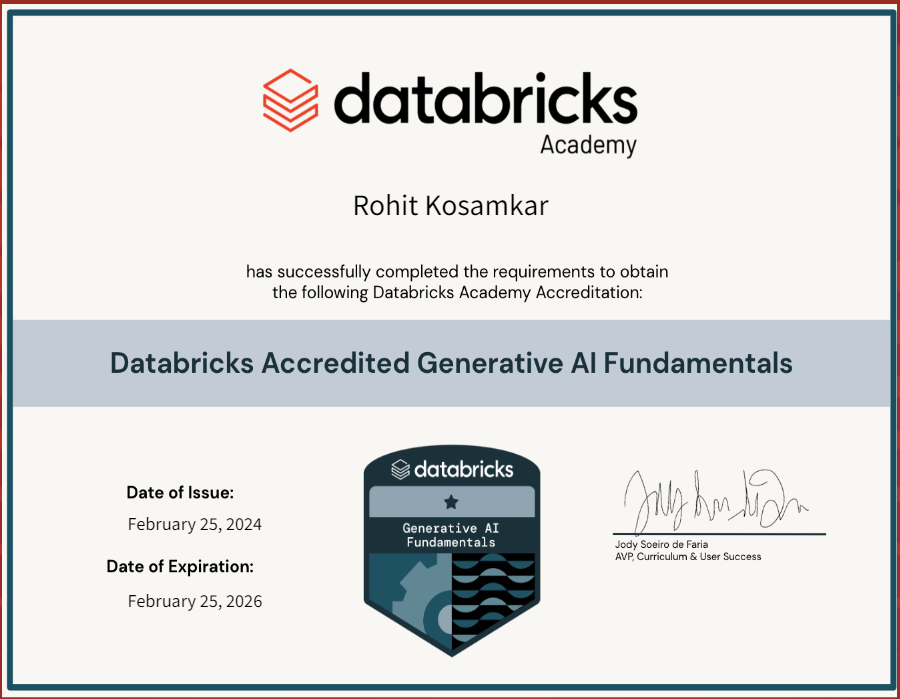 databricks
Academy
Rohit Kosamkar
has successfully completed the requirements to obtain
the following Databricks Academy Accreditation:
Databricks Accredited Generative AI Fundamentals
Date of Issue:
February 25, 2024
Date of Expiration:
February 25, 2026
databricks
Generative AI
Fundamentals
Jody Soeiro de Faria
AVP, Curriculum & User Success